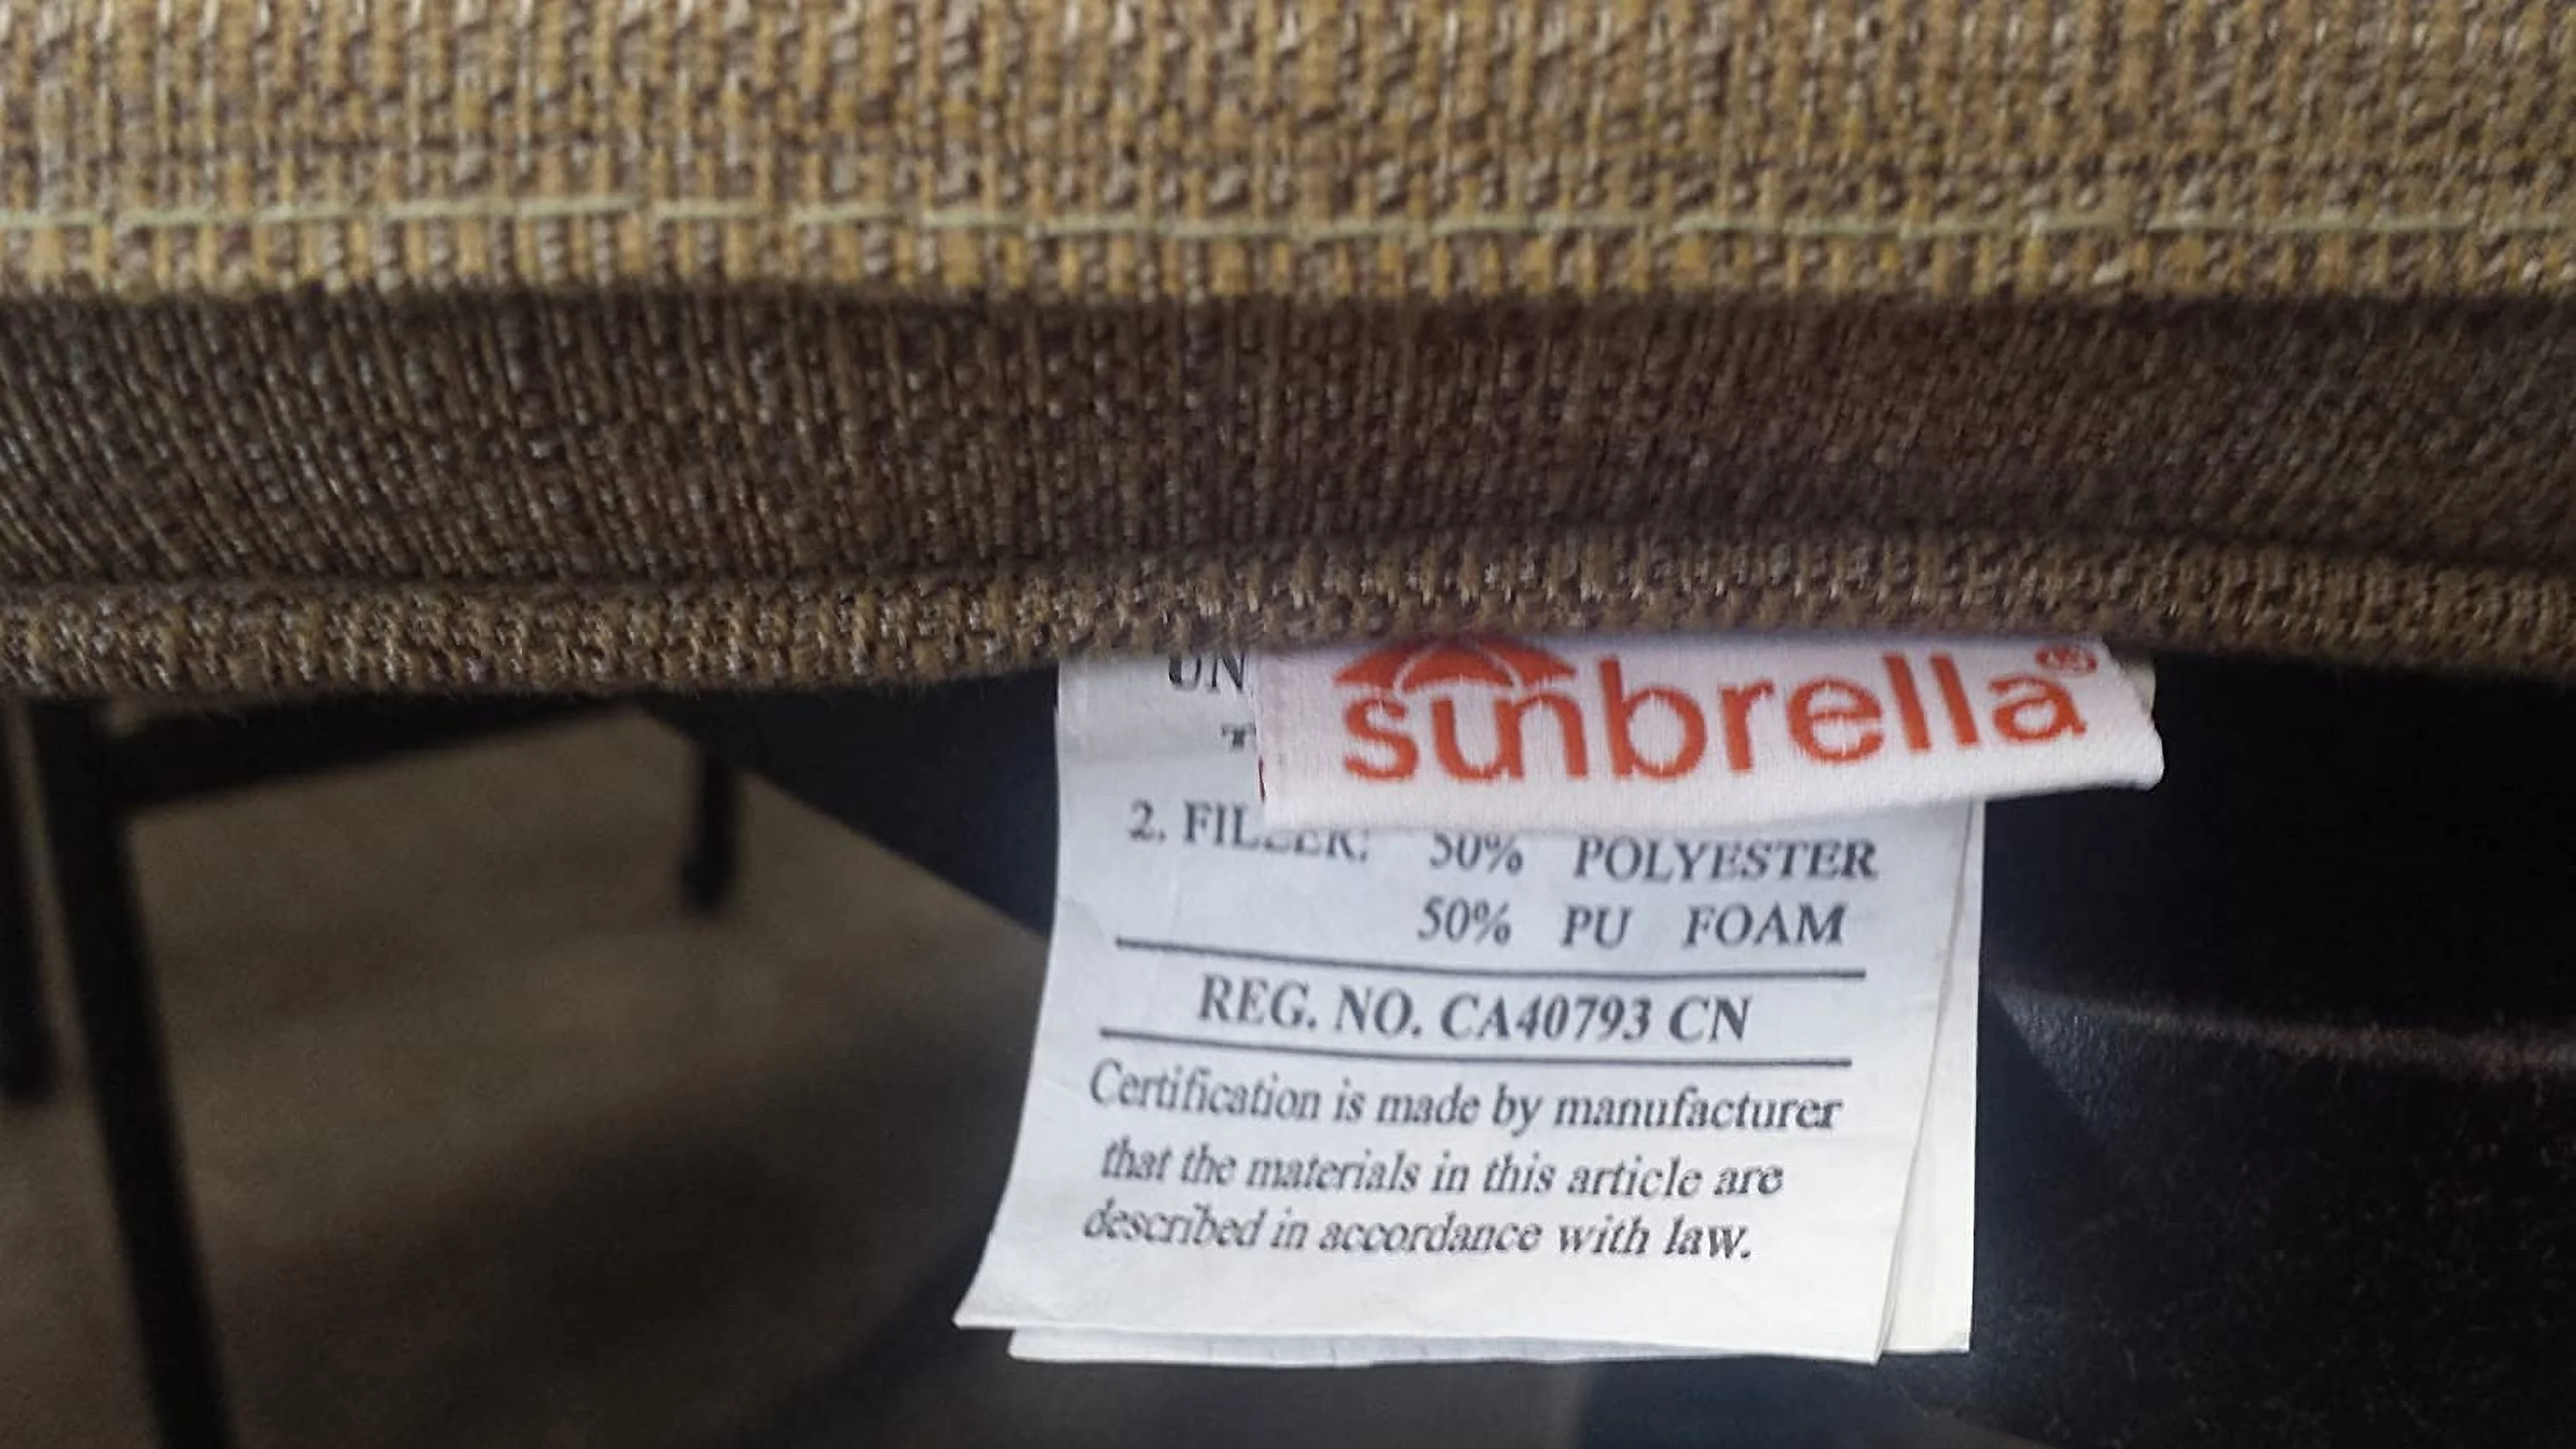 UN
sunbrella®
2. FILLER: 50% POLYESTER
50% PU FOAM
REG. NO. CA40793 CN
Certification is made by manufacturer
that the materials in this article are
described in accordance with law.